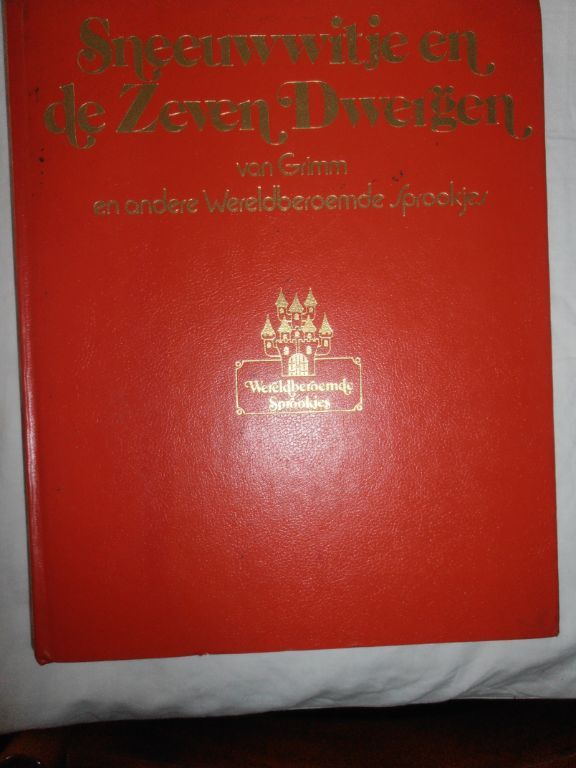 Sneeuwwitje en
de Zeven Dwergen
van Grimm
en andere Wereldberoemde Sprookjes
Wereldberoemde
Sprookjes